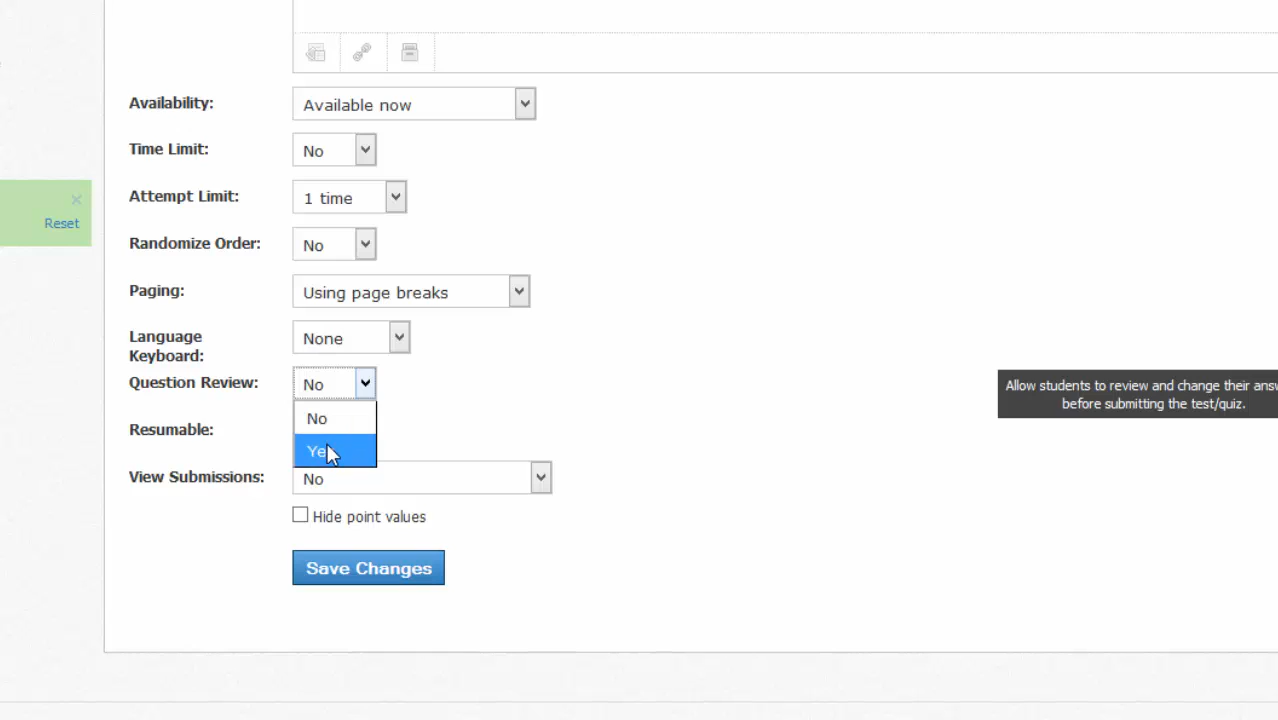 Availability:
Available now
Time Limit:
No
Attempt Limit:
1 time
Reset
Randomize Order:
No
Paging:
Using page breaks
Language
Keyboard:
None
Question Review:
No
Allow students to review and change their
before submitting the test/quiz.
No
Resumable:
View Submissions:
No
Hide point values
Save Changes